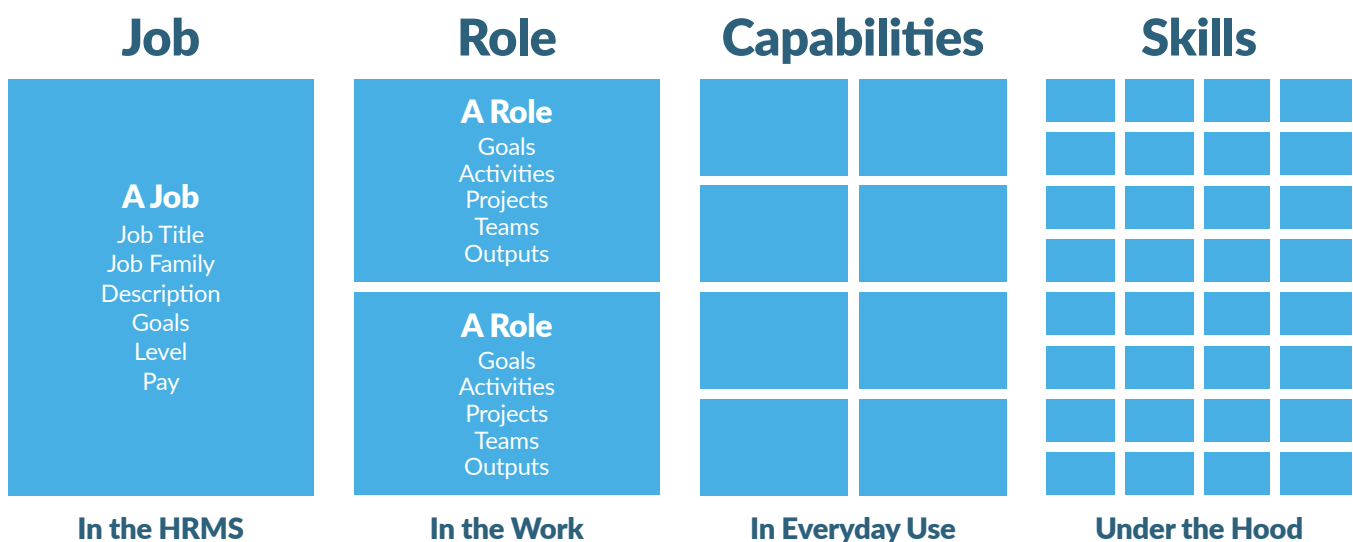 Job
Role
Capabilities
Skills
A Job
Job Title
Job Family
Description
Goals
Level
Pay
A Role
Goals
Activities
Projects
Teams
Outputs
A Role
Goals
Activities
Projects
Teams
Outputs
In the HRMS
In the Work
In Everyday Use
Under the Hood